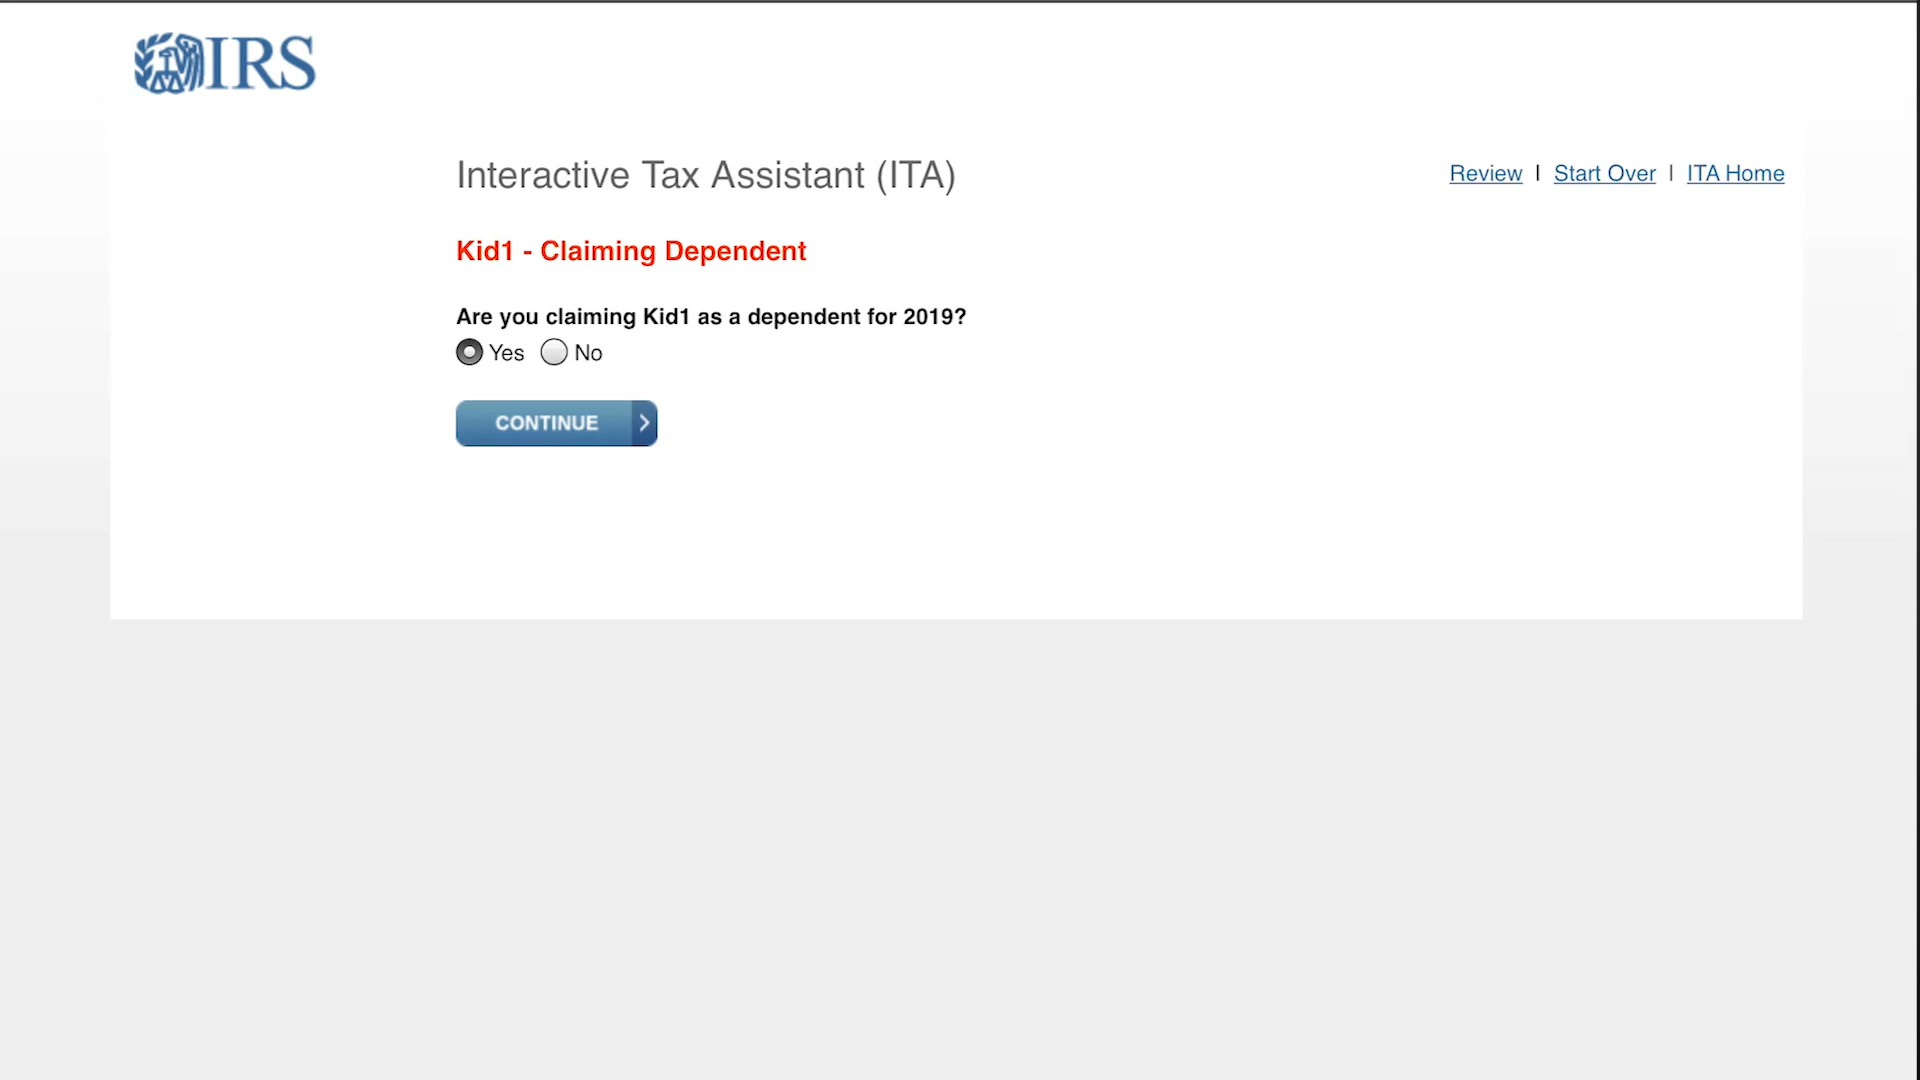 IRS
Interactive Tax Assistant (ITA)
Review | Start Over | ITA Home
Kid1 - Claiming Dependent
Are you claiming Kid1 as a dependent for 2019?
Yes No
CONTINUE